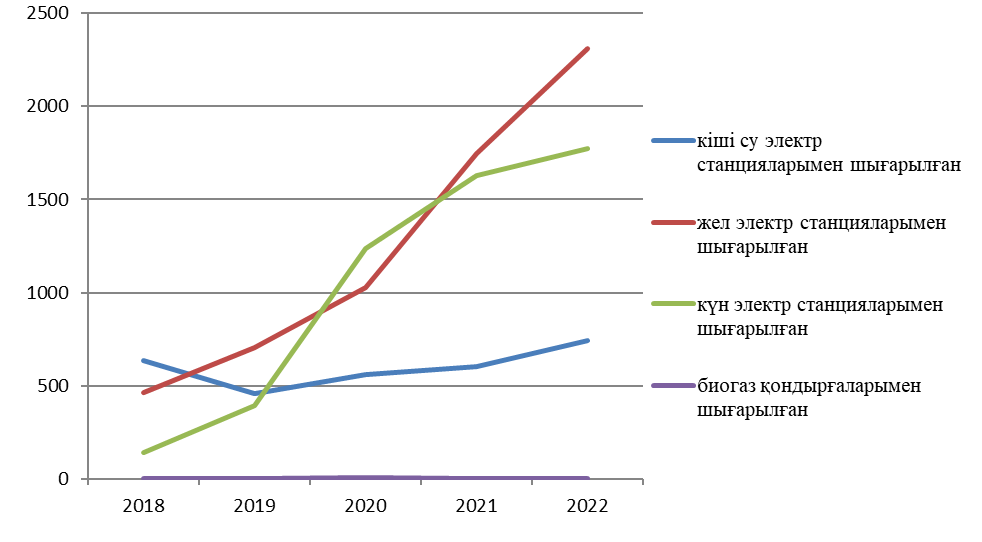 2500
2000
1500
1000
500
0
2018 2019 2020 2021 2022
кіші су электр
станцияларымен шығарылған
жел электр станцияларымен
шығарылған
күн электр станцияларымен
шығарылған
биогаз қондырғаларымен
шығарылған